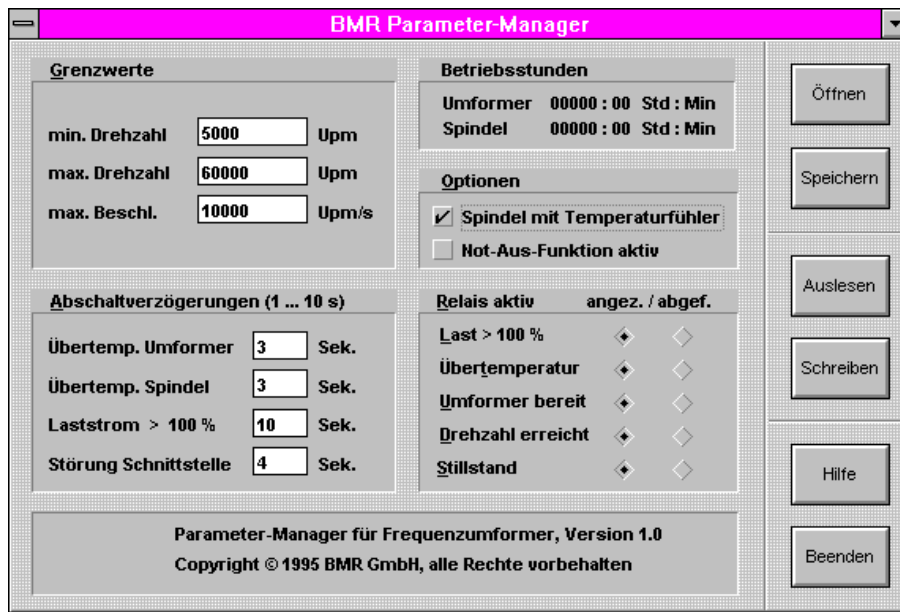 BMR Parameter-Manager
Grenzwerte
min. Drehzahl 5000 Upm
max. Drehzahl 60000 Upm
max. Beschl. 10000 Upm/s
Betriebsstunden
Umformer 00000 : 00 Std : Min
Spindel 00000 : 00 Std : Min
Optionen
Spindel mit Temperaturfühler
Not-Aus-Funktion aktiv
Abschaltverzögerungen (1 ... 10 s)
Übertemp. Umformer 3 Sek.
Übertemp. Spindel 3 Sek.
Laststrom > 100 % 10 Sek.
Störung Schnittstelle 4 Sek.
Relais aktiv angez. / abgef.
Last > 100 %
Übertemperatur
Umformer bereit
Drehzahl erreicht
Stillstand
Parameter-Manager für Frequenzumformer, Version 1.0
Copyright © 1995 BMR GmbH, alle Rechte vorbehalten
Öffnen
Speichern
Auslesen
Schreiben
Hilfe
Beenden